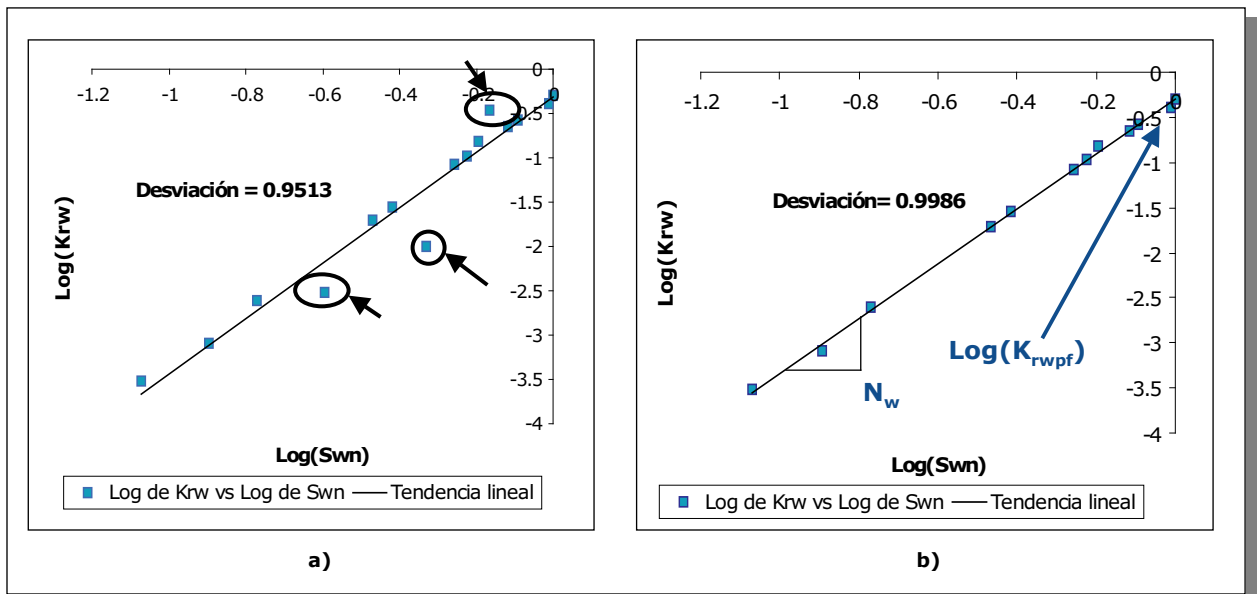 0
-1.2 -1 -0.8 -0.6 -0.4 -0.2 0
-0.5
-1
Desviación = 0.9513
-1.5
-2
-2.5
-3
-3.5
-4
Log(Krw)
Log(Swn)
Log de Krw vs Log de Swn Tendencia lineal
a)
0
-1.2 -1 -0.8 -0.6 -0.4 -0.2 0
-0.5
-1
Desviación= 0.9986
-1.5
-2
-2.5
-3
Log(Krwpf)
Nw
-3.5
-4
Log(Krw)
Log(Swn)
Log de Krw vs Log de Swn Tendencia lineal
b)